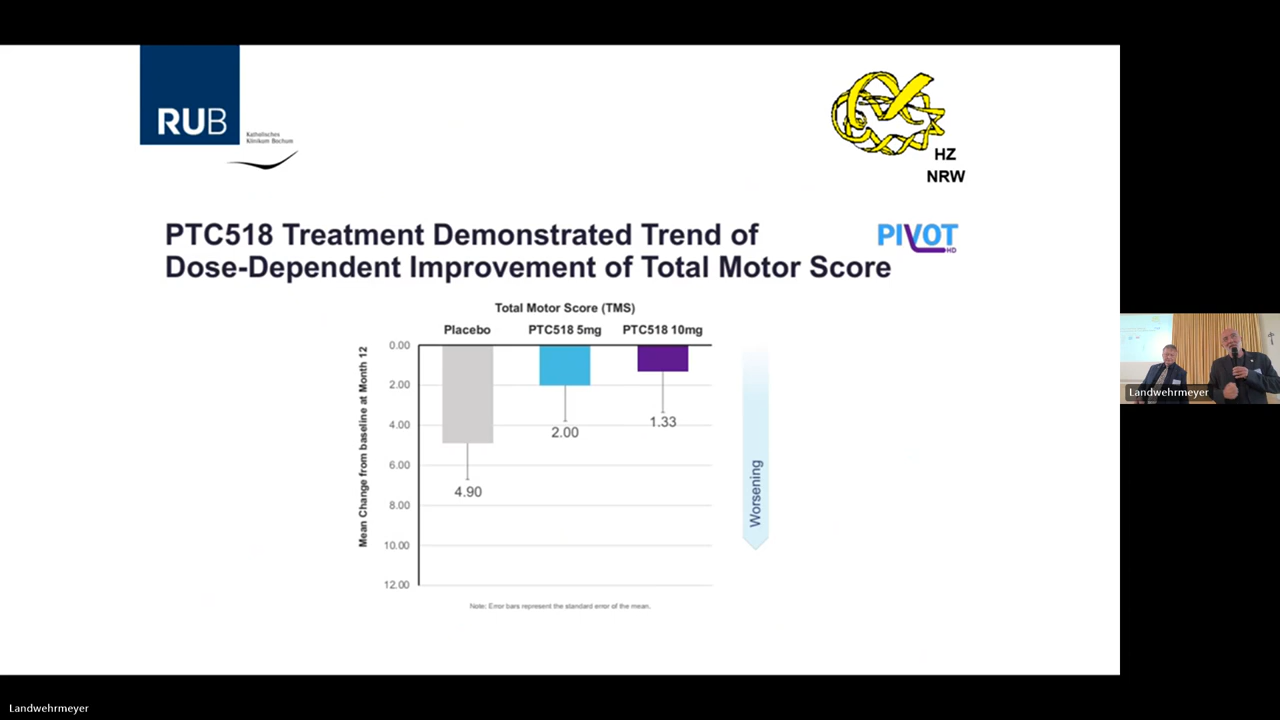 RUB
Katholisches
Klinikum Bochum
HZ
NRW
PTC518 Treatment Demonstrated Trend of
Dose-Dependent Improvement of Total Motor Score
PIVOT
HD
Total Motor Score (TMS)
Placebo
PTC518 5mg
PTC518 10mg
Mean Change from baseline at Month 12
0.00
2.00
4.00
6.00
8.00
10.00
12.00
4.90
2.00
1.33
Worsening
Note: Error bars represent the standard error of the mean.
Landwehrmeyer
Landwehrmeyer